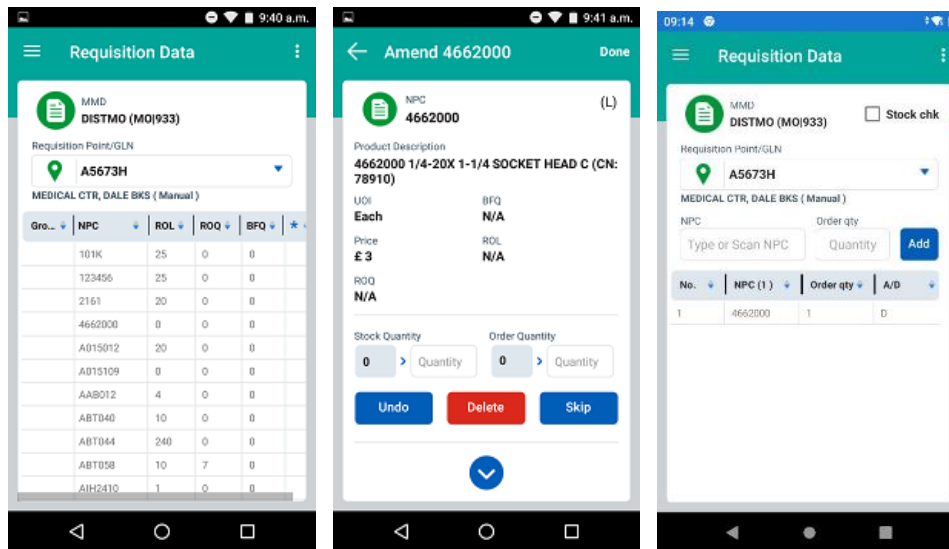 9:40 a.m.
Requisition Data
MMD
DISTMO (MO|933)
Requisition Point/GLN
A5673H
MEDICAL CTR, DALE BKS ( Manual )
Gro... NPC ROL ROQ BFQ *
101K 25 0 0
123456 25 0 0
2161 20 0 0
4662000 0 0 0
A015012 20 0 0
A015109 0 0 0
AAB012 4 0 0
ABT040 10 0 0
ABT044 240 0 0
ABT058 10 7 0
AIH2410 1 0 0
9:41 a.m.
Amend 4662000 Done
NPC (L)
4662000
Product Description
4662000 1/4-20X 1-1/4 SOCKET HEAD C (CN:
78910)
UOI BFQ
Each N/A
Price ROL
£ 3 N/A
ROQ
N/A
Stock Quantity Order Quantity
0 > Quantity 0 > Quantity
Undo Delete Skip
09:14
Requisition Data
MMD
DISTMO (MO|933) Stock chk
Requisition Point/GLN
A5673H
MEDICAL CTR, DALE BKS ( Manual )
NPC Order qty
Type or Scan NPC Quantity Add
No. NPC (1) Order qty A/D
1 4662000 1 D